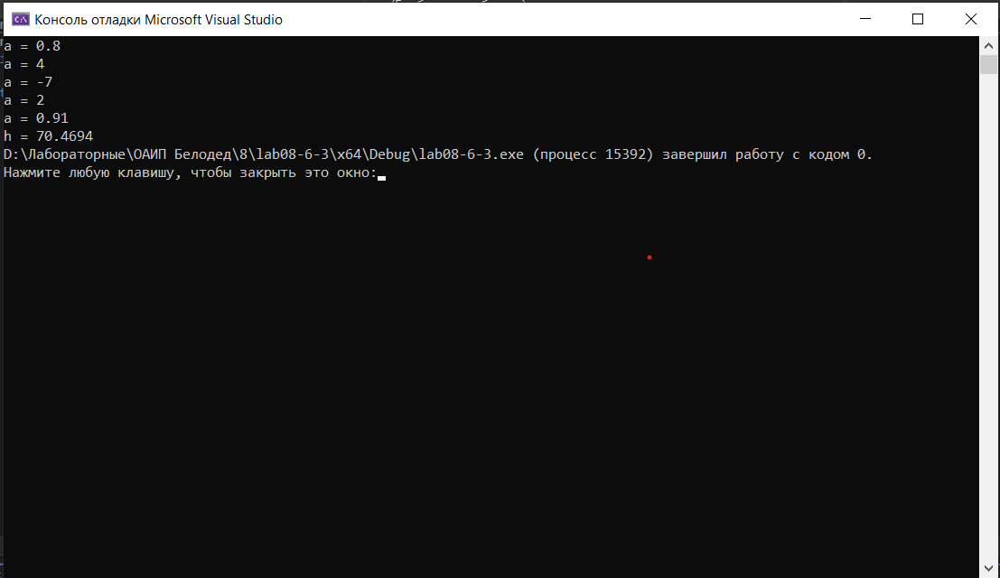 Консоль отладки Microsoft Visual Studio
a = 0.8
a = 4
a = -7
a = 2
a = 0.91
h = 70.4694
D:\Лабораторные\ОАИП Белодед\8\lab08-6-3\x64\Debug\lab08-6-3.exe (процесс 15392) завершил работу с кодом 0.
Нажмите любую клавишу, чтобы закрыть это окно: